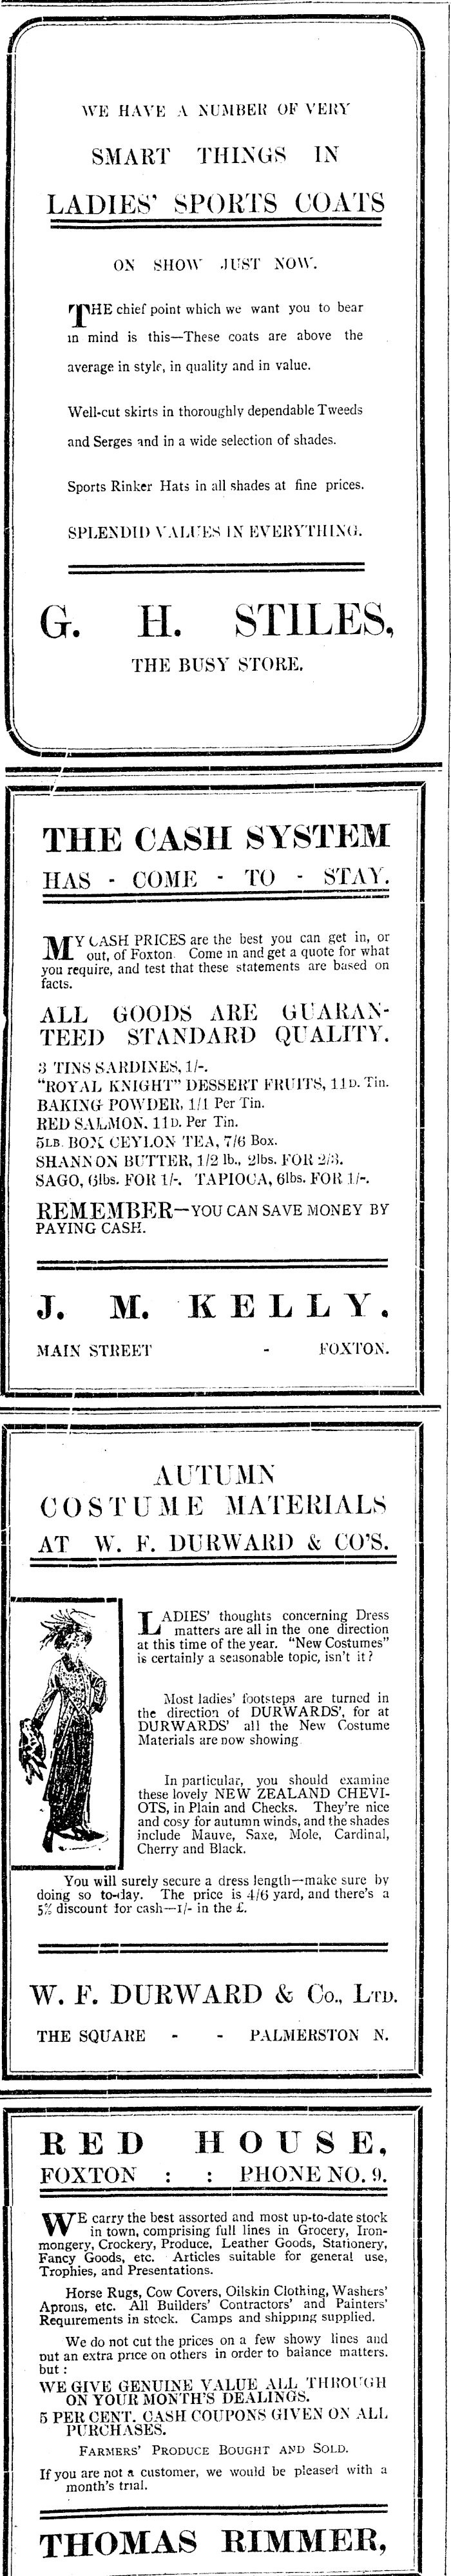 WE HAVE A NUMBER OF VERY
SMART THINGS IN
LADIES' SPORTS COATS
ON SHOW JUST NOW.
THE chief point which we want you to bear
in mind is this—These coats are above the
average in style, in quality and in value.
Well-cut skirts in thoroughly dependable Tweeds
and Serges and in a wide selection of shades.
Sports Rinker Hats in all shades at fine prices.
SPLENDID VALUES IN EVERYTHING.
G. H. STILES,
THE BUSY STORE.
THE CASH SYSTEM
HAS - COME - TO - STAY.
MY CASH PRICES are the best you can get in, or
out, of Foxton. Come in and get a quote for what
you require, and test that these statements are based on
facts.
ALL GOODS ARE GUARAN-
TEED STANDARD QUALITY.
3 TINS SARDINES, 1/-.
"ROYAL KNIGHT" DESSERT FRUITS, 11D. Tin.
BAKING POWDER, 1/1 Per Tin.
RED SALMON, 11D. Per Tin.
5LB. BOX CEYLON TEA, 7/6 Box.
SHANNON BUTTER, 1/2 lb., 2lbs. FOR 2/3.
SAGO, 6lbs. FOR 1/-. TAPIOCA, 6lbs. FOR 1/-.
REMEMBER—YOU CAN SAVE MONEY BY
PAYING CASH.
J. M. KELLY.
MAIN STREET - FOXTON.
AUTUMN
COSTUME MATERIALS
AT W. F. DURWARD & CO'S.
LADIES' thoughts concerning Dress
matters are all in the one direction
at this time of the year. "New Costumes"
is certainly a seasonable topic, isn't it?
Most ladies' footsteps are turned in
the direction of DURWARDS', for at
DURWARDS' all the New Costume
Materials are now showing
In particular, you should examine
these lovely NEW ZEALAND CHEVI-
OTS, in Plain and Checks. They're nice
and cosy for autumn winds, and the shades
include Mauve, Saxe, Mole, Cardinal,
Cherry and Black.
You will surely secure a dress length—make sure by
doing so to-day. The price is 4/6 yard, and there's a
5% discount for cash—1/- in the £.
W. F. DURWARD & Co., LTD.
THE SQUARE - - PALMERSTON N.
RED HOUSE,
FOXTON : : PHONE NO. 9.
WE carry the best assorted and most up-to-date stock
in town, comprising full lines in Grocery, Iron-
mongery, Crockery, Produce, Leather Goods, Stationery,
Fancy Goods, etc. Articles suitable for general use,
Trophies, and Presentations.
Horse Rugs, Cow Covers, Oilskin Clothing, Washers'
Aprons, etc. All Builders' Contractors' and Painters'
Requirements in stock. Camps and shipping supplied.
We do not cut the prices on a few showy lines and
put an extra price on others in order to balance matters.
but :
WE GIVE GENUINE VALUE ALL THROUGH
ON YOUR MONTH'S DEALINGS.
5 PER CENT. CASH COUPONS GIVEN ON ALL
PURCHASES.
FARMERS' PRODUCE BOUGHT AND SOLD.
If you are not a customer, we would be pleased with a
month's trial.
THOMAS RIMMER,